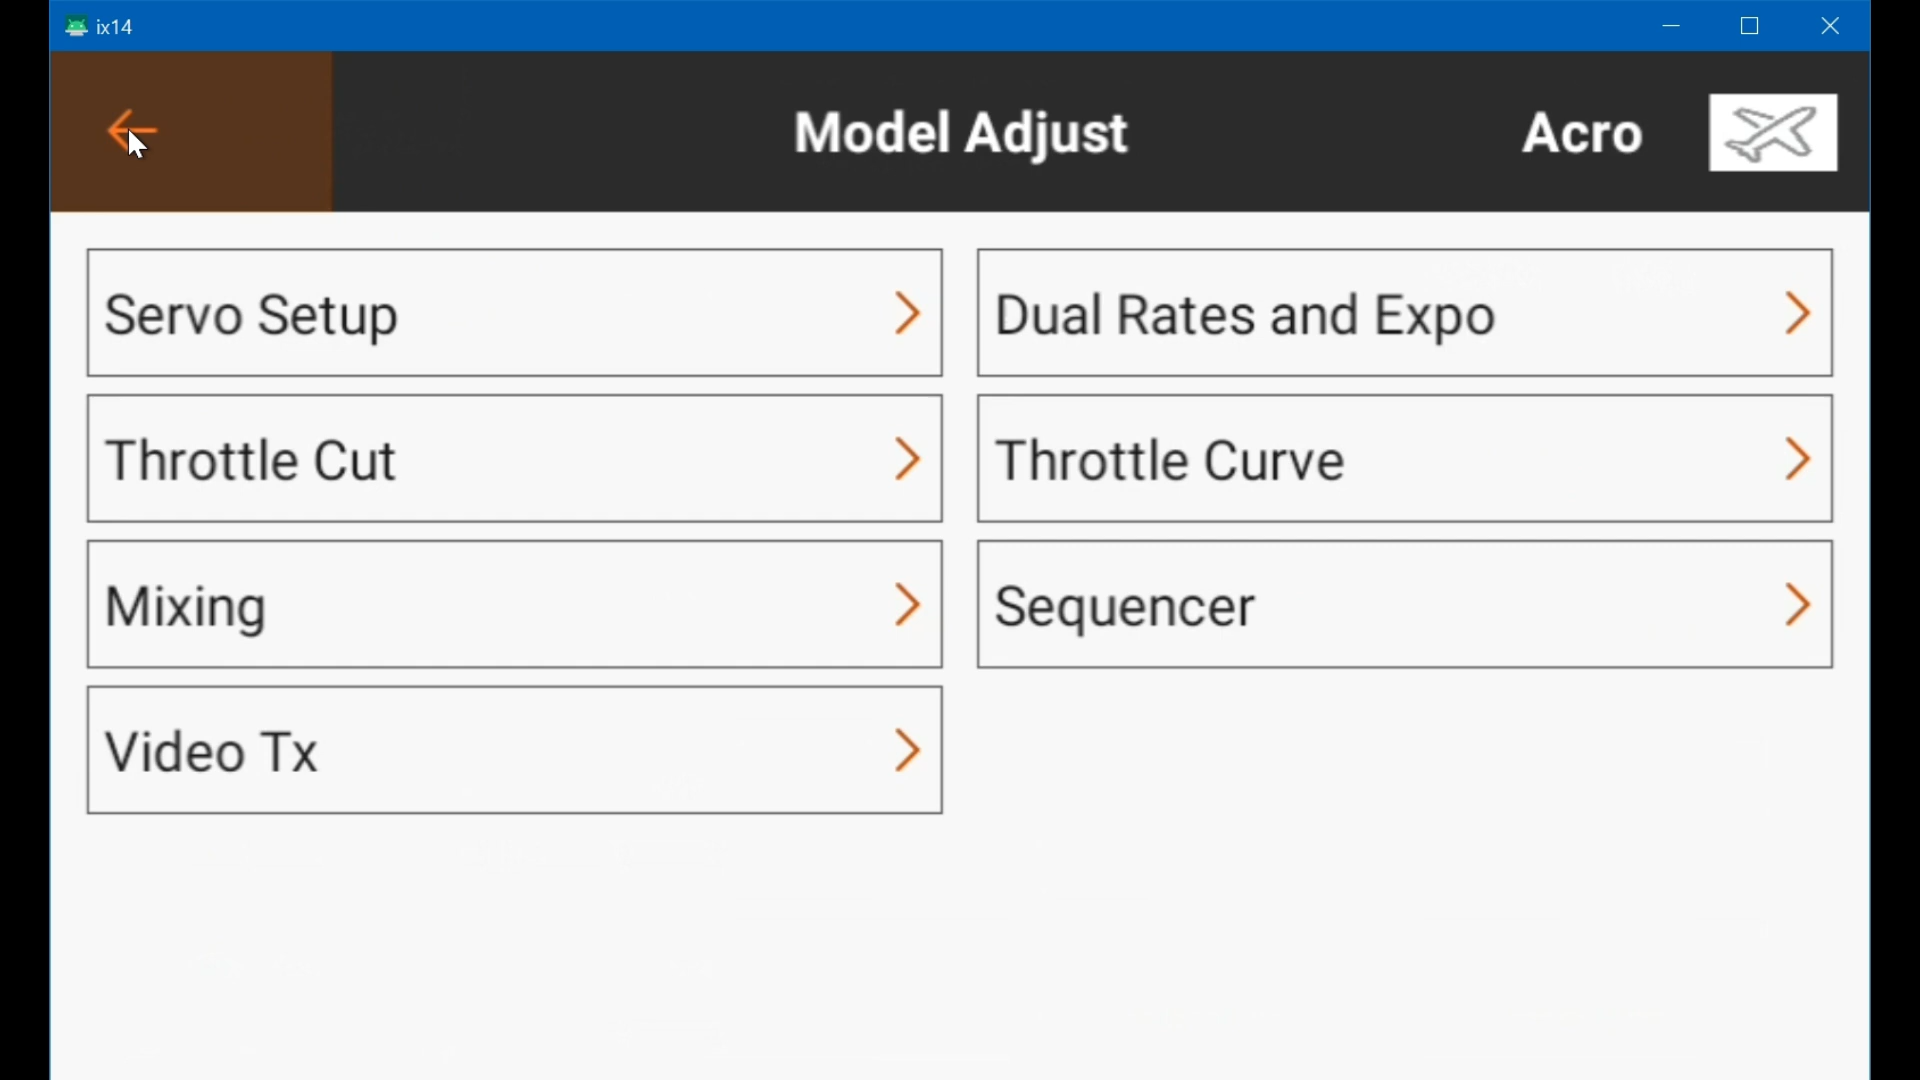 ix14
Model Adjust
Acro
Servo Setup
Dual Rates and Expo
Throttle Cut
Throttle Curve
Mixing
Sequencer
Video Tx